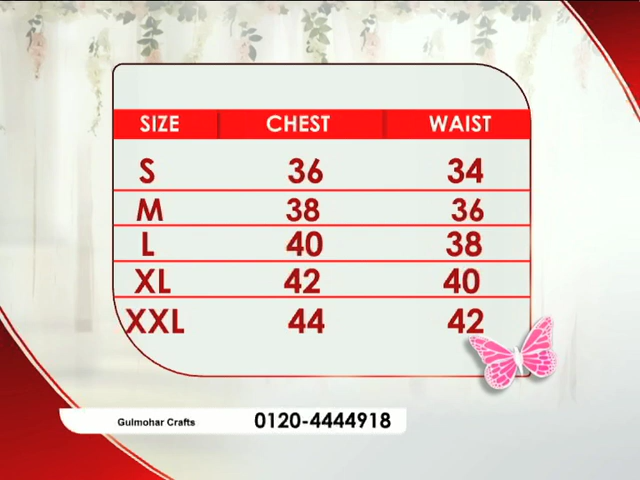 SIZE CHEST WAIST
S 36 34
M 38 36
L 40 38
XL 42 40
XXL 44 42
Gulmohar Crafts 0120-4444918